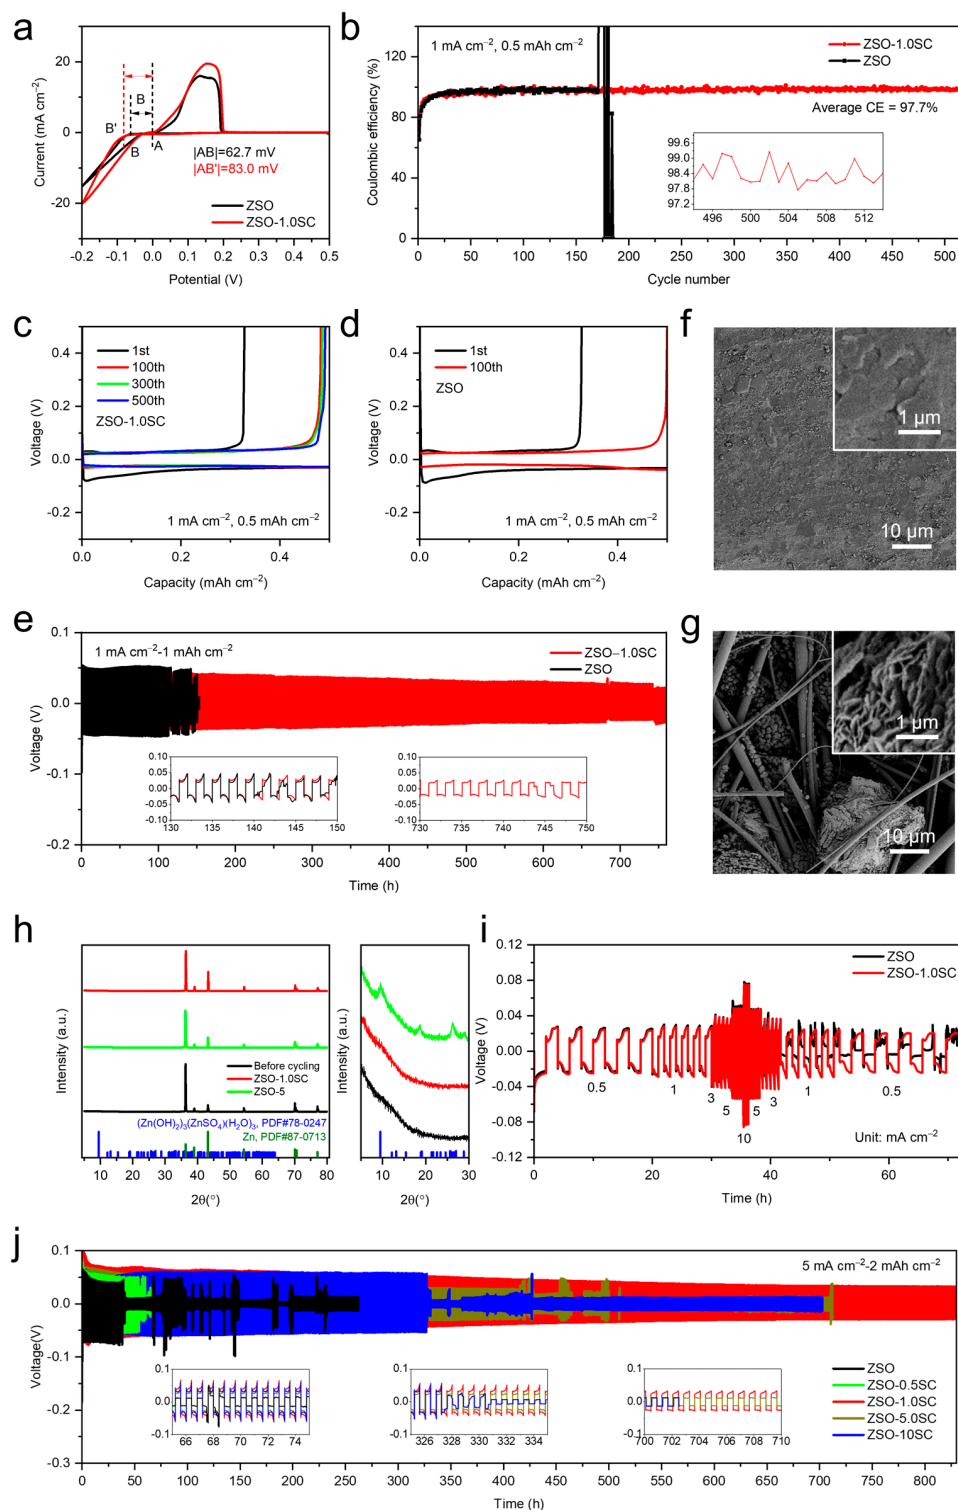 a
20
0
-20
Current (mA cm⁻²)
B
B'
B
A
|AB|=62.7 mV
|AB'|=83.0 mV
ZSO
ZSO-1.0SC
-0.2 -0.1 0.0 0.1 0.2 0.3 0.4 0.5
Potential (V)
b
1 mA cm⁻², 0.5 mAh cm⁻²
ZSO-1.0SC
ZSO
Average CE = 97.7%
120
80
40
0
Coulombic efficiency (%)
99.6
99.0
98.4
97.8
97.2
496 500 504 508 512
0 50 100 150 200 250 300 350 400 450 500
Cycle number
c
0.4
0.2
0.0
-0.2
Voltage (V)
1st
100th
300th
500th
ZSO-1.0SC
1 mA cm⁻², 0.5 mAh cm⁻²
0.0 0.2 0.4
Capacity (mAh cm⁻²)
d
0.4
0.2
0.0
-0.2
Voltage (V)
1st
100th
ZSO
1 mA cm⁻², 0.5 mAh cm⁻²
0.0 0.2 0.4
Capacity (mAh cm⁻²)
f
1 μm
10 μm
e
0.1
0.0
-0.1
-0.2
Voltage (V)
1 mA cm⁻²-1 mAh cm⁻²
ZSO−1.0SC
ZSO
0.10
0.05
0.00
-0.05
-0.10
130 135 140 145 150
0.10
0.05
0.00
-0.05
-0.10
730 735 740 745 750
0 100 200 300 400 500 600 700
Time (h)
g
1 μm
10 μm
h
Intensity (a.u.)
Before cycling
ZSO-1.0SC
ZSO-5
(Zn(OH)₂)₃(ZnSO₄)(H₂O)₃, PDF#78-0247
Zn, PDF#87-0713
10 20 30 40 50 60 70 80
2θ(°)
Intensity (a.u.)
10 20 30
2θ(°)
i
0.12
0.08
0.04
0.00
-0.04
-0.08
-0.12
Voltage (V)
ZSO
ZSO-1.0SC
0.5 1 3 5 10 5 3 1 0.5
Unit: mA cm⁻²
0 20 40 60
Time (h)
j
0.1
0.0
-0.1
-0.3
Voltage(V)
5 mA cm⁻²-2 mAh cm⁻²
ZSO
ZSO-0.5SC
ZSO-1.0SC
ZSO-5.0SC
ZSO-10SC
0.1
0.0
-0.1
65 66 68 70 72 74 75
0.1
0.0
-0.1
325 326 328 330 332 334 335
0.1
0.0
-0.1
700 702 704 706 708 710
0 50 100 150 200 250 300 350 400 450 500 550 600 650 700 750 800
Time (h)